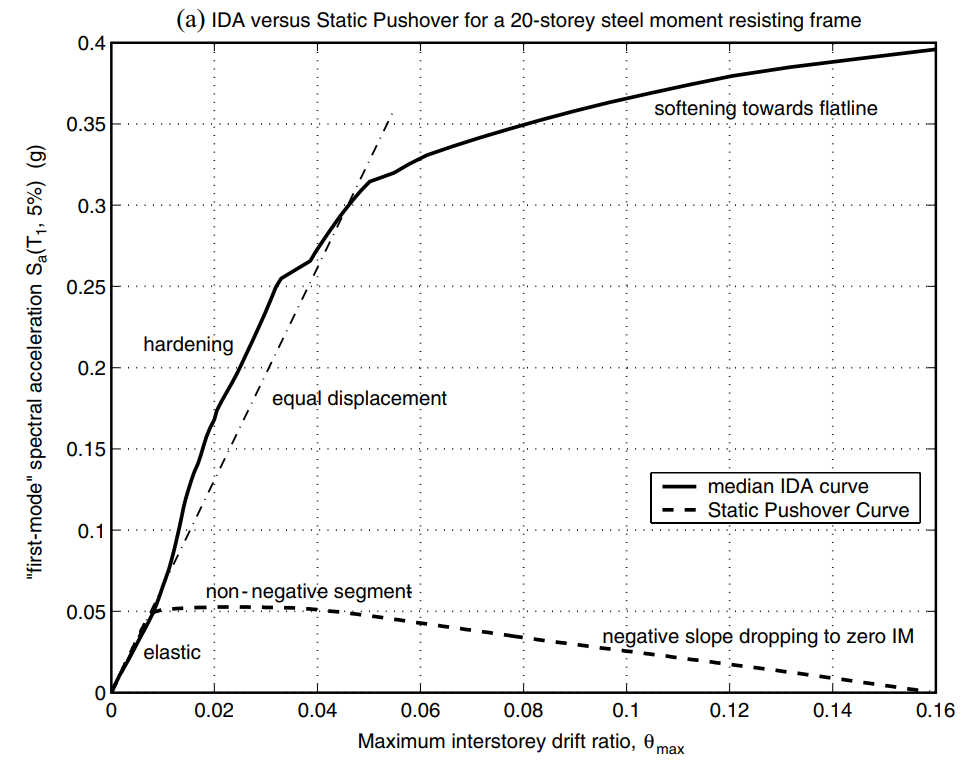 (a) IDA versus Static Pushover for a 20-storey steel moment resisting frame
0.4
0.35
0.3
0.25
0.2
0.15
0.1
0.05
0
"first-mode" spectral acceleration Sa(T1, 5%) (g)
softening towards flatline
hardening
equal displacement
median IDA curve
Static Pushover Curve
non-negative segment
negative slope dropping to zero IM
elastic
0 0.02 0.04 0.06 0.08 0.1 0.12 0.14 0.16
Maximum interstorey drift ratio, θmax